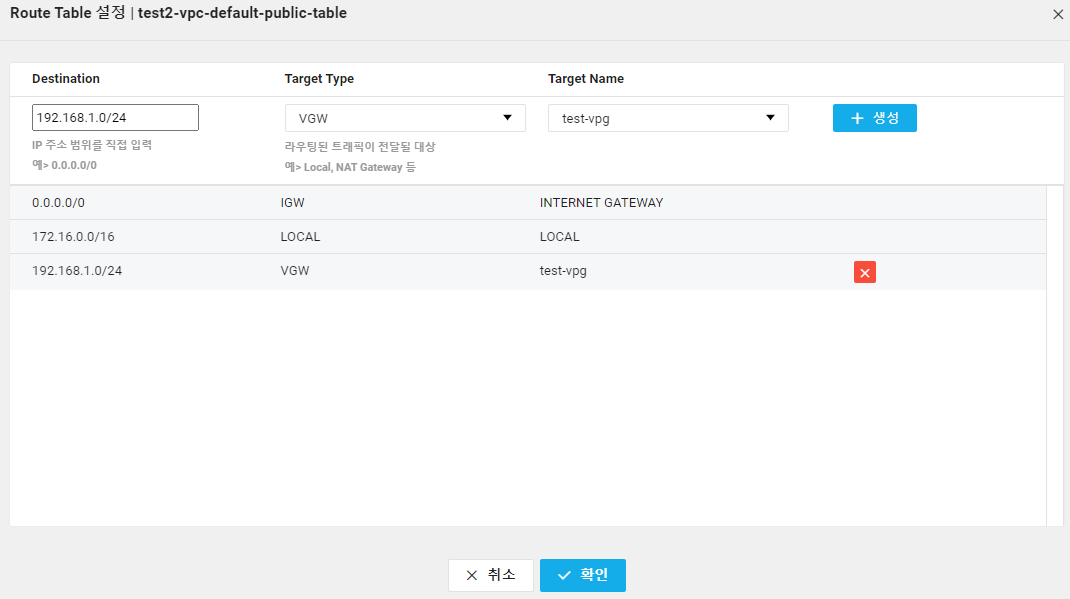 Route Table 설정 | test2-vpc-default-public-table
Destination Target Type Target Name
192.168.1.0/24 VGW test-vpg 생성
IP 주소 범위를 직접 입력 라우팅된 트래픽이 전달될 대상
예> 0.0.0.0/0 예> Local, NAT Gateway 등
0.0.0.0/0 IGW INTERNET GATEWAY
172.16.0.0/16 LOCAL LOCAL
192.168.1.0/24 VGW test-vpg
취소 확인